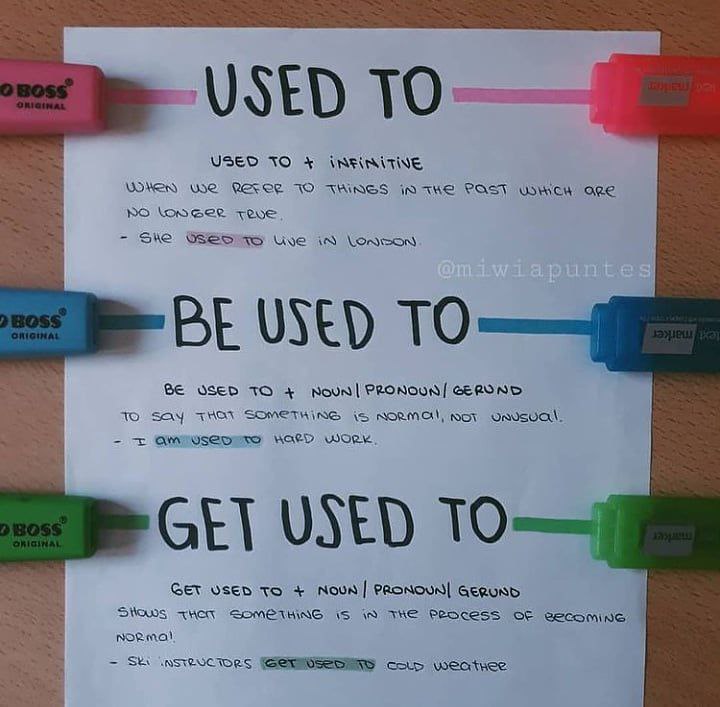 O BOSS®
ORIGINAL
USED TO
text marker
USED TO + INFINITIVE
WHEN WE REFER TO THINGS IN THE PAST WHICH ARE
NO LONGER TRUE.
- SHE USED TO LIVE IN LONDON.
@miwiapuntes
O BOSS®
ORIGINAL
BE USED TO
text marker
BE USED TO + NOUN/PRONOUN/GERUND
TO SAY THAT SOMETHING IS NORMAL, NOT UNUSUAL.
- I am USED TO HARD WORK.
O BOSS®
ORIGINAL
GET USED TO
marker
GET USED TO + NOUN/PRONOUN/GERUND
SHOWS THAT SOMETHING IS IN THE PROCESS OF BECOMING
NORMAL
- SKI INSTRUCTORS GET USED TO COLD WEATHER